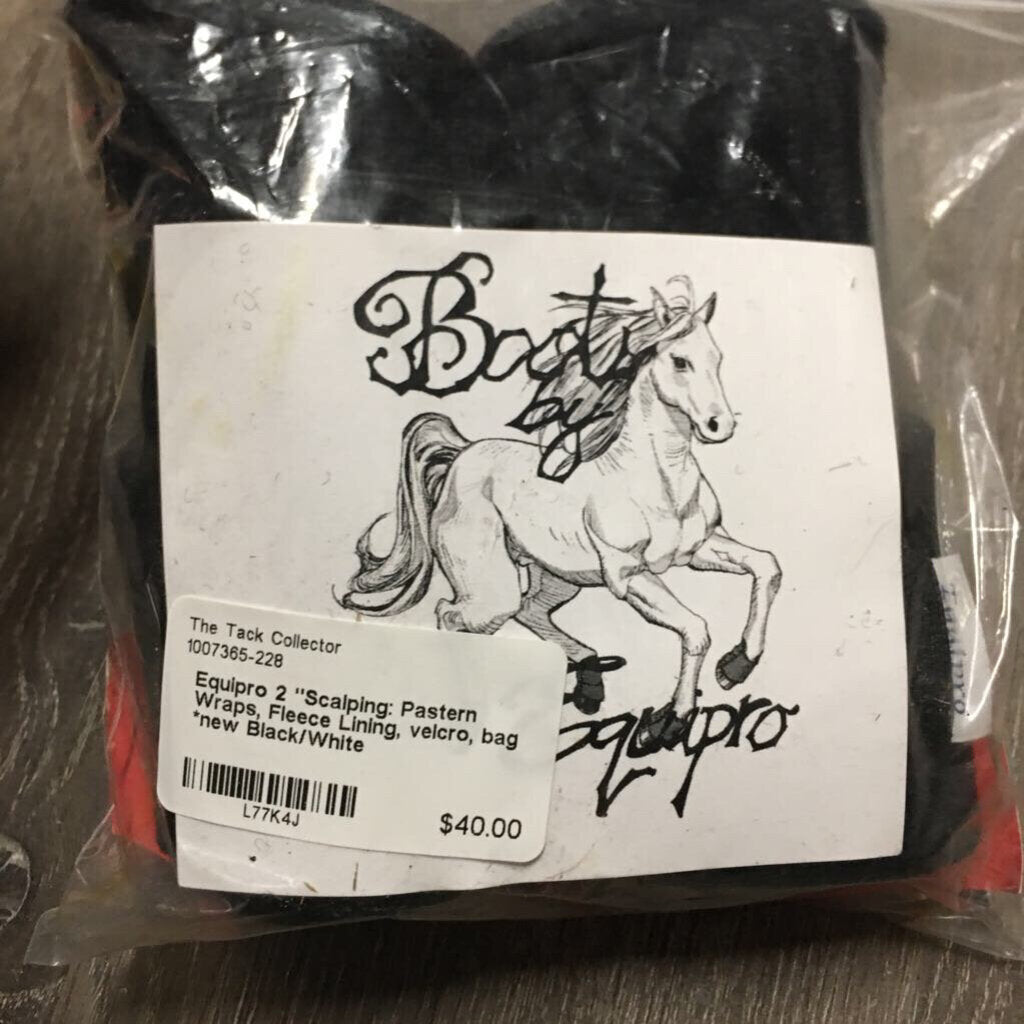 Boots
by
Equipro
The Tack Collector
1007365-228
Equipro 2 "Scalping: Pastern
Wraps, Fleece Lining, velcro, bag
*new Black/White
L77K4J
$40.00
Equipro